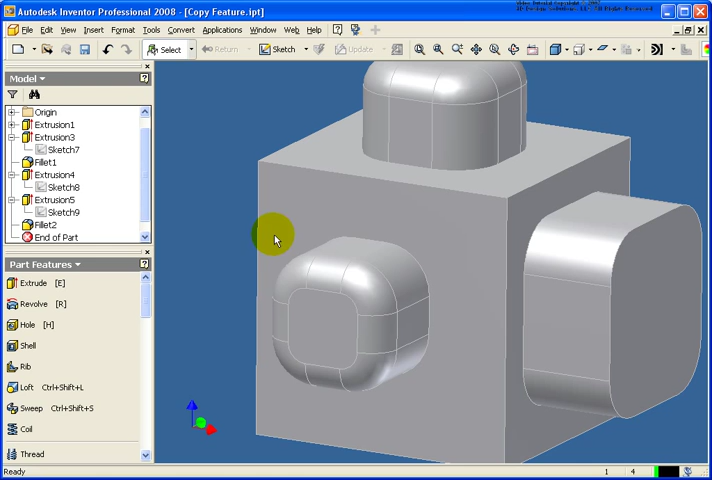 Autodesk Inventor Professional 2008 - [Copy Feature.ipt]
File Edit View Insert Format Tools Convert Applications Window Web Help
Select Return Sketch Update
Model
Origin
Extrusion1
Extrusion3
Sketch7
Fillet1
Extrusion4
Sketch8
Extrusion5
Sketch9
Fillet2
End of Part
Part Features
Extrude [E]
Revolve [R]
Hole [H]
Shell
Rib
Loft Ctrl+Shift+L
Sweep Ctrl+Shift+S
Coil
Thread
Ready 1 4